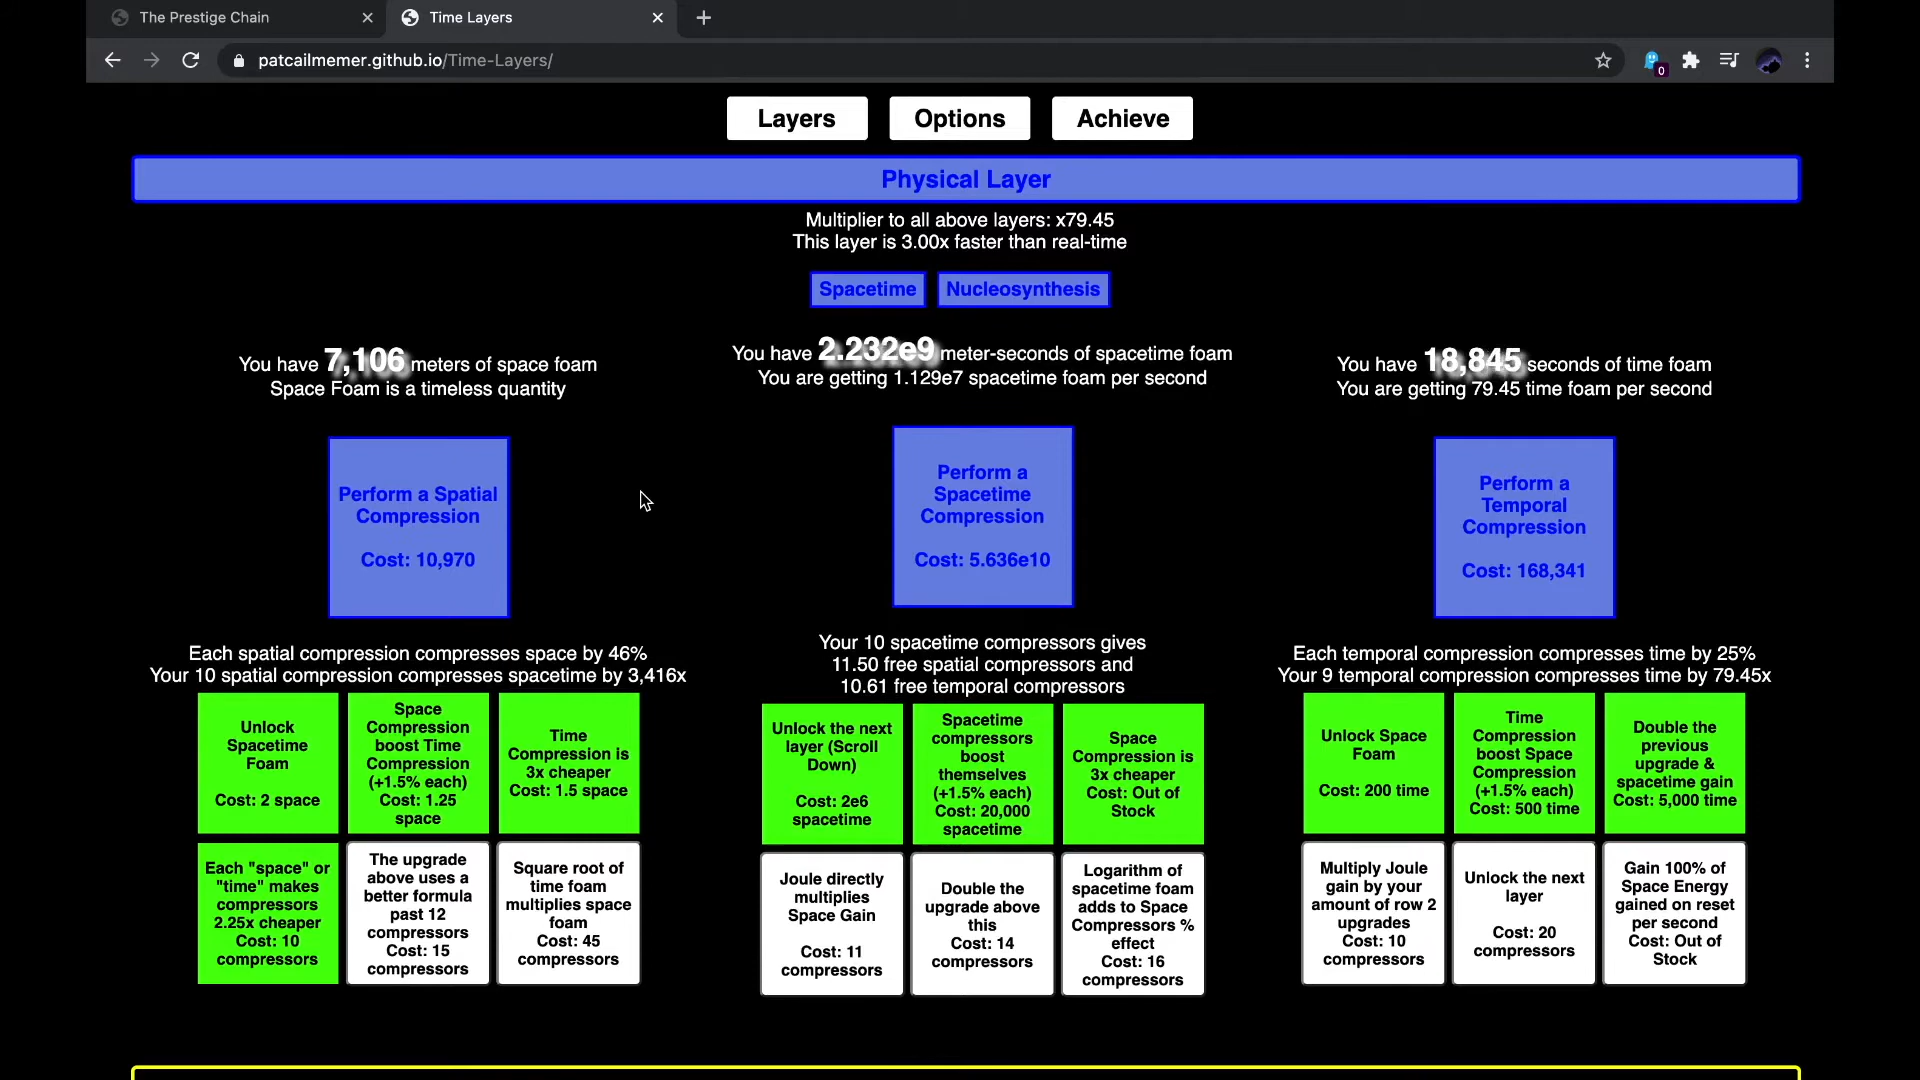 The Prestige Chain
Time Layers
patcailmemer.github.io/Time-Layers/
0
Layers
Options
Achieve
Physical Layer
Multiplier to all above layers: x79.45
This layer is 3.00x faster than real-time
Spacetime
Nucleosynthesis
You have 7,106 meters of space foam
Space Foam is a timeless quantity
You have 2.232e9 meter-seconds of spacetime foam
You are getting 1.129e7 spacetime foam per second
You have 18,845 seconds of time foam
You are getting 79.45 time foam per second
Perform a Spatial
Compression
Cost: 10,970
Perform a
Spacetime
Compression
Cost: 5.636e10
Perform a
Temporal
Compression
Cost: 168,341
Each spatial compression compresses space by 46%
Your 10 spatial compression compresses spacetime by 3,416x
Your 10 spacetime compressors gives
11.50 free spatial compressors and
10.61 free temporal compressors
Each temporal compression compresses time by 25%
Your 9 temporal compression compresses time by 79.45x
Unlock
Spacetime
Foam
Cost: 2 space
Space
Compression
boost Time
Compression
(+1.5% each)
Cost: 1.25
space
Time
Compression is
3x cheaper
Cost: 1.5 space
Unlock the next
layer (Scroll
Down)
Cost: 2e6
spacetime
Spacetime
compressors
boost
themselves
(+1.5% each)
Cost: 20,000
spacetime
Space
Compression is
3x cheaper
Cost: Out of
Stock
Unlock Space
Foam
Cost: 200 time
Time
Compression
boost Space
Compression
(+1.5% each)
Cost: 500 time
Double the
previous
upgrade &
spacetime gain
Cost: 5,000 time
Each "space" or
"time" makes
compressors
2.25x cheaper
Cost: 10
compressors
The upgrade
above uses a
better formula
past 12
compressors
Cost: 15
compressors
Square root of
time foam
multiplies space
foam
Cost: 45
compressors
Joule directly
multiplies
Space Gain
Cost: 11
compressors
Double the
upgrade above
this
Cost: 14
compressors
Logarithm of
spacetime foam
adds to Space
Compressors %
effect
Cost: 16
compressors
Multiply Joule
gain by your
amount of row 2
upgrades
Cost: 10
compressors
Unlock the next
layer
Cost: 20
compressors
Gain 100% of
Space Energy
gained on reset
per second
Cost: Out of
Stock